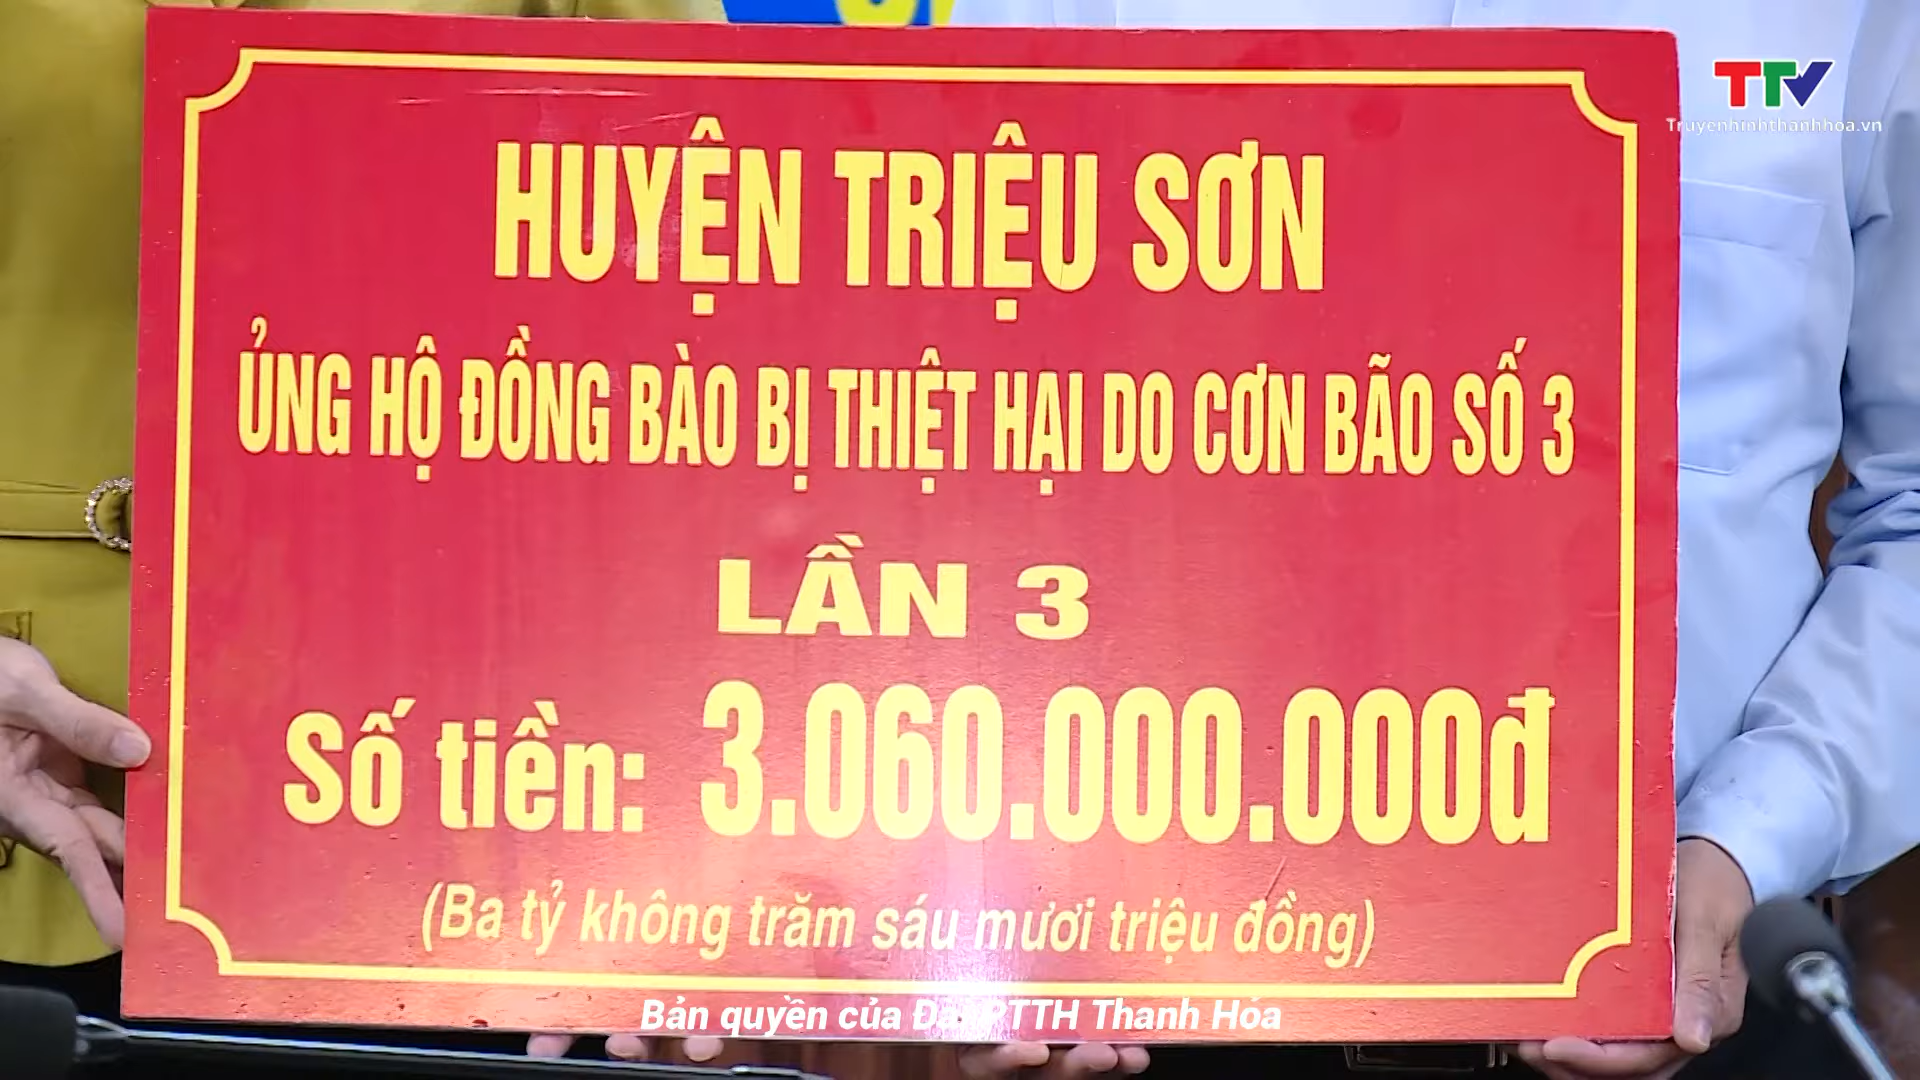 TTV
Truyenhinhthanhhoa.vn
HUYỆN TRIỆU SƠN
ỦNG HỘ ĐỒNG BÀO BỊ THIỆT HẠI DO CƠN BÃO SỐ 3
LẦN 3
Số tiền: 3.060.000.000đ
(Ba tỷ không trăm sáu mươi triệu đồng)
Bản quyền của Đài PTTH Thanh Hóa